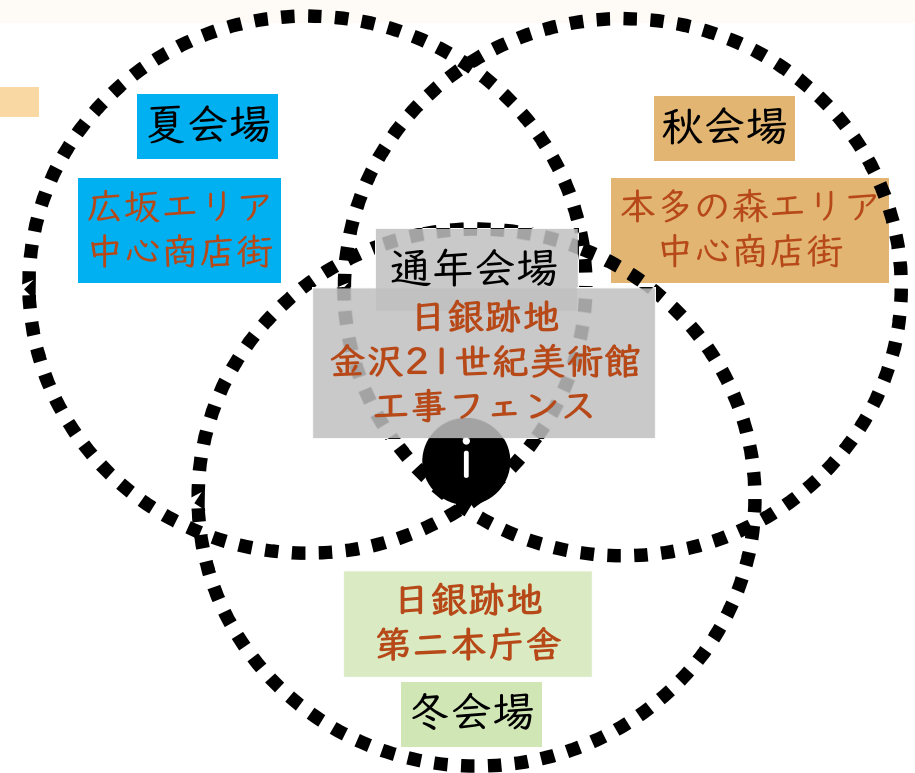 夏会場
広坂エリア
中心商店街
秋会場
本多の森エリア
中心商店街
通年会場
日銀跡地
金沢21世紀美術館
工事フェンス
i
日銀跡地
第二本庁舎
冬会場